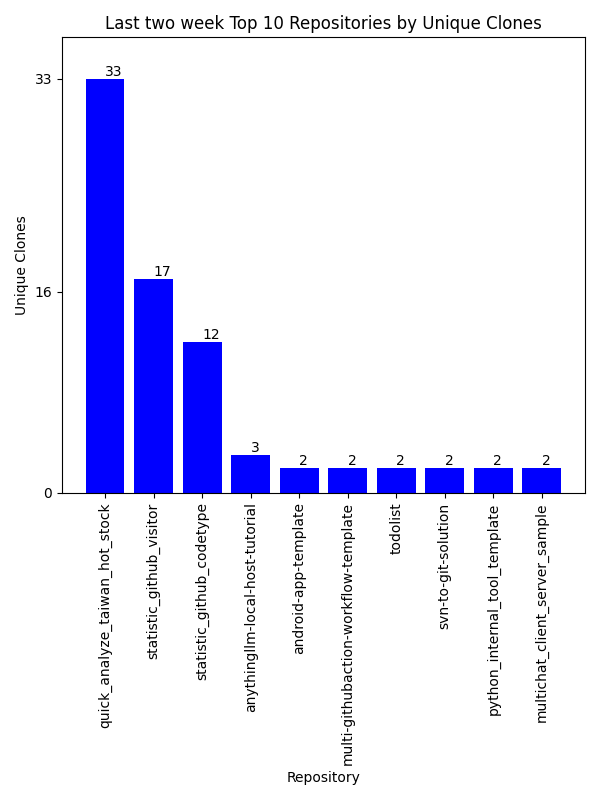 Last two week Top 10 Repositories by Unique Clones
Unique Clones
33
16
0
33
17
12
3
2
2
2
2
2
2
quick_analyze_taiwan_hot_stock
statistic_github_visitor
statistic_github_codetype
anythingllm-local-host-tutorial
android-app-template
multi-githubaction-workflow-template
todolist
svn-to-git-solution
python_internal_tool_template
multichat_client_server_sample
Repository